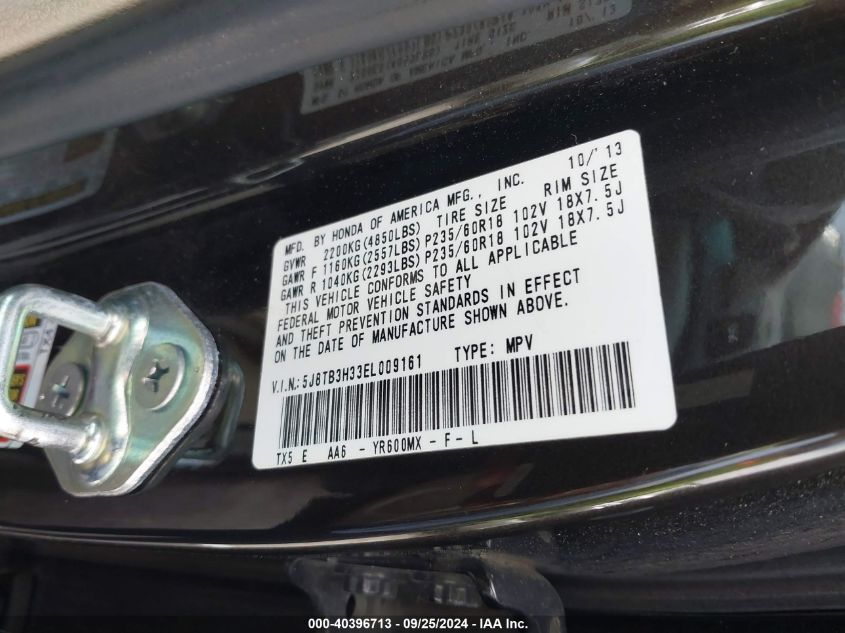 MFD. BY HONDA OF AMERICA MFG., INC. 10/'13
GVWR 2200KG(4850LBS) TIRE SIZE RIM SIZE
GAWR F 1160KG(2557LBS)P235/60R18 102V 18X7.5J
GAWR R 1040KG(2293LBS)P235/60R18 102V 18X7.5J
THIS VEHICLE CONFORMS TO ALL APPLICABLE
FEDERAL MOTOR VEHICLE SAFETY
AND THEFT PREVENTION STANDARDS IN EFFECT
ON THE DATE OF MANUFACTURE SHOWN ABOVE.
V.I.N.:5J8TB3H33EL009161 TYPE: MPV
TX5 E AA6 - YR600MX - F - L
000-40396713 - 09/25/2024 - IAA Inc.